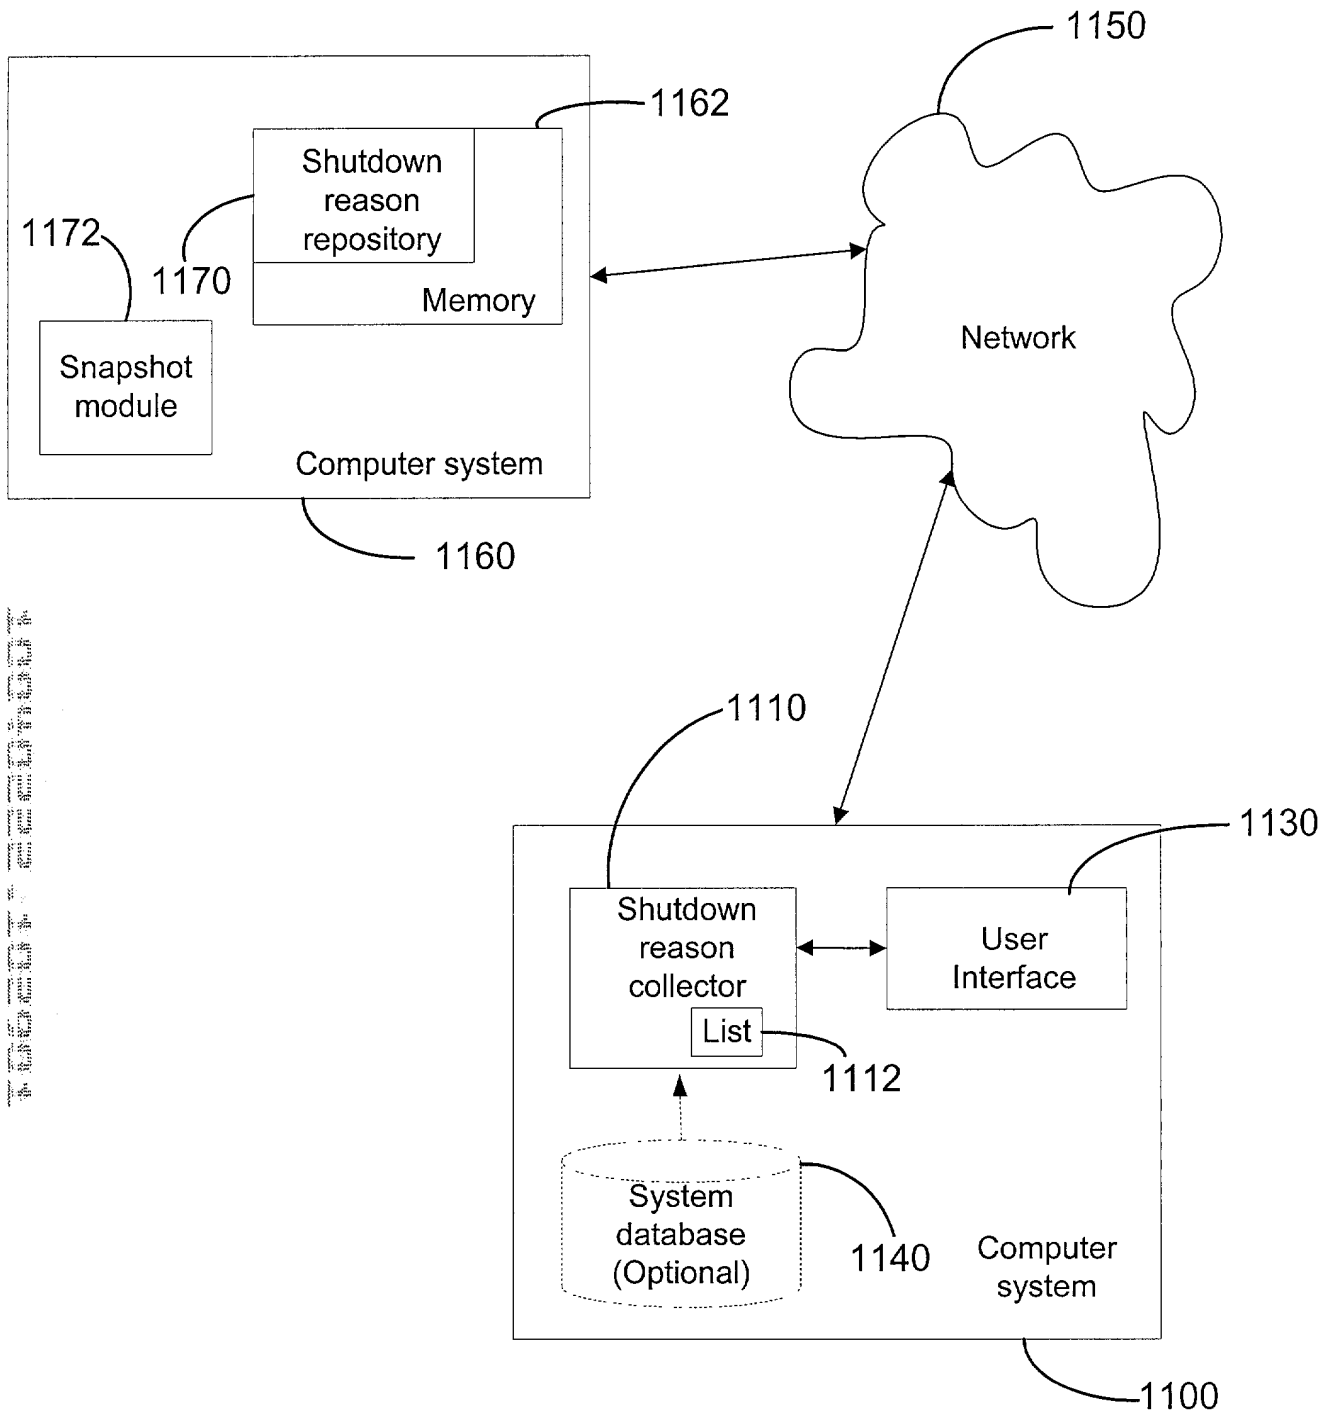 1150
1162
Shutdown
reason
repository
1172
1170
Memory
Network
Snapshot
module
Computer system
1160
1110
1130
Shutdown
reason
collector
User
Interface
List
1112
System
database
(Optional)
1140
Computer
system
1100